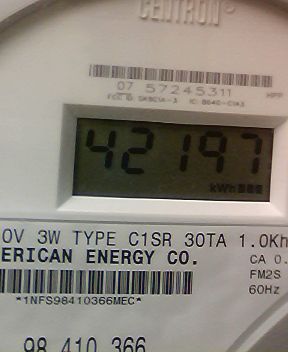 CENTRON®
07 57245311
FCC ID: SK9C1A-3 IC: 864D-C1A3
42197
kWh
0V 3W TYPE C1SR 30TA 1.0Kh
ERICAN ENERGY CO.
CA 0.
FM2S
60Hz
*1NFS98410366MEC*
98 410 366